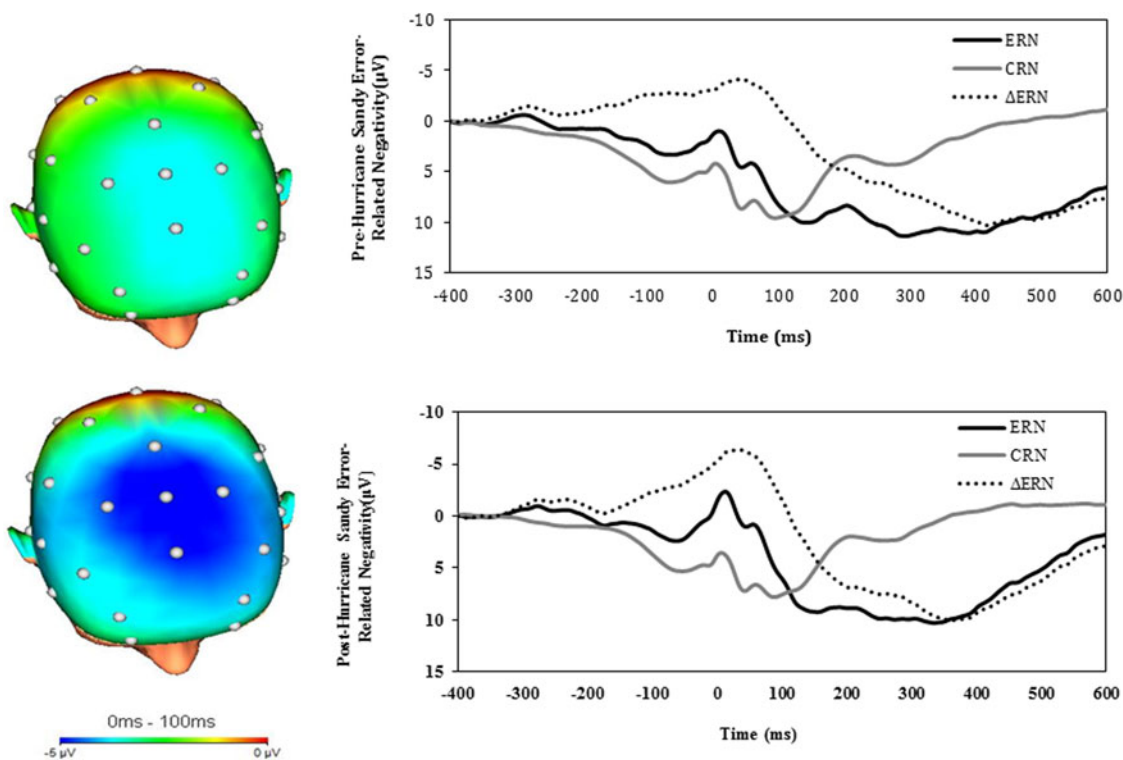 Pre-Hurricane Sandy Error-
Related Negativity(µV)
-10
-5
0
5
10
15
ERN
CRN
ΔERN
-400 -300 -200 -100 0 100 200 300 400 500 600
Time (ms)
Post-Hurricane Sandy Error-
Related Negativity(µV)
-10
-5
0
5
10
15
ERN
CRN
ΔERN
-400 -300 -200 -100 0 100 200 300 400 500 600
Time (ms)
0ms - 100ms
-5 µV 0 µV